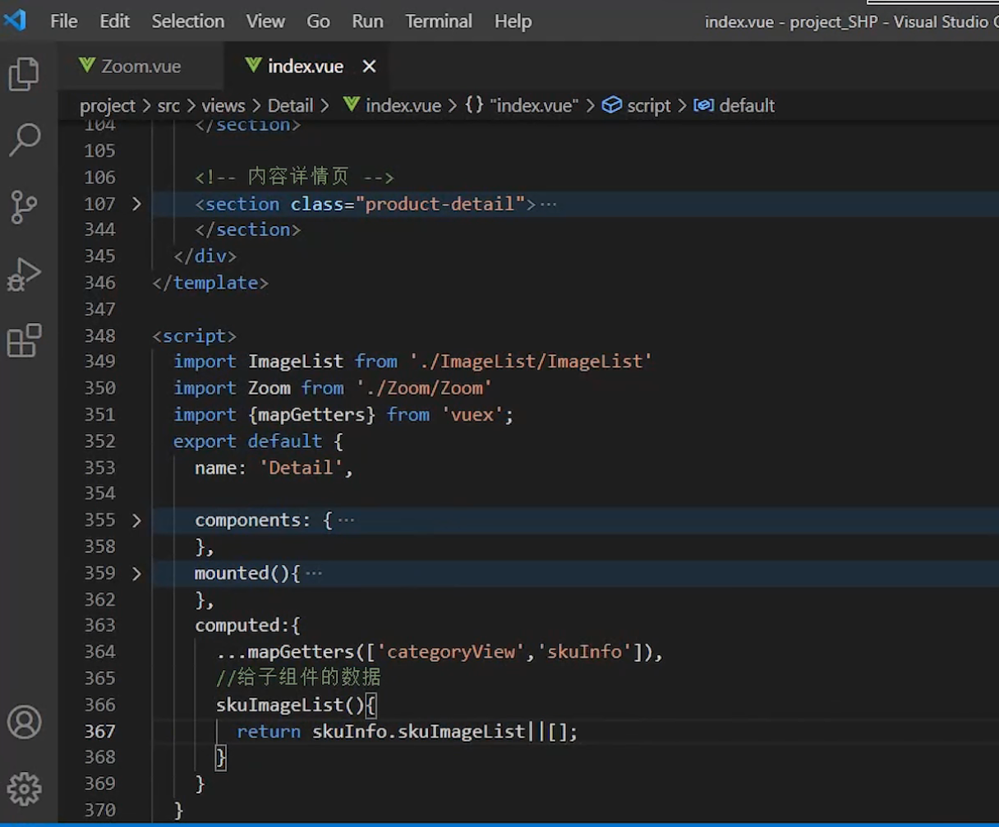 File Edit Selection View Go Run Terminal Help index.vue - project_SHP - Visual Studio
Zoom.vue index.vue ×
project > src > views > Detail > index.vue > {} "index.vue" > script > default
104 </section>
105
106 <!-- 内容详情页 -->
107 > <section class="product-detail">···
344 </section>
345 </div>
346 </template>
347
348 <script>
349 import ImageList from './ImageList/ImageList'
350 import Zoom from './Zoom/Zoom'
351 import {mapGetters} from 'vuex';
352 export default {
353 name: 'Detail',
354
355 > components: {···
358 },
359 > mounted(){···
362 },
363 computed:{
364 ...mapGetters(['categoryView','skuInfo']),
365 //给子组件的数据
366 skuImageList(){
367 return skuInfo.skuImageList||[];
368 }
369 }
370 }